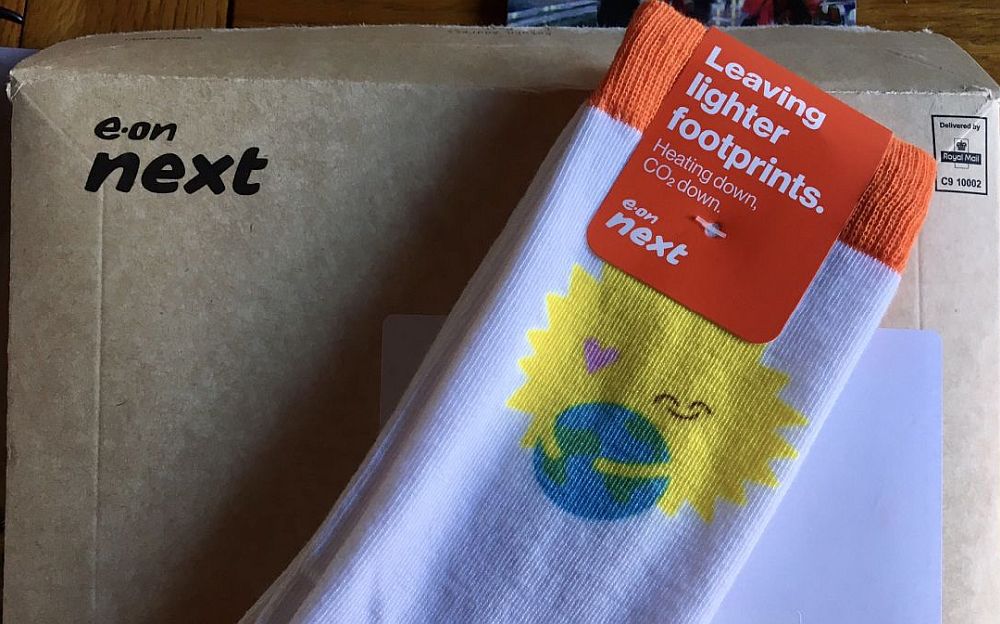 e·on
next
Leaving
lighter
footprints.
Heating down,
CO₂ down.
e·on
next
Delivered by
Royal Mail
C9 10002